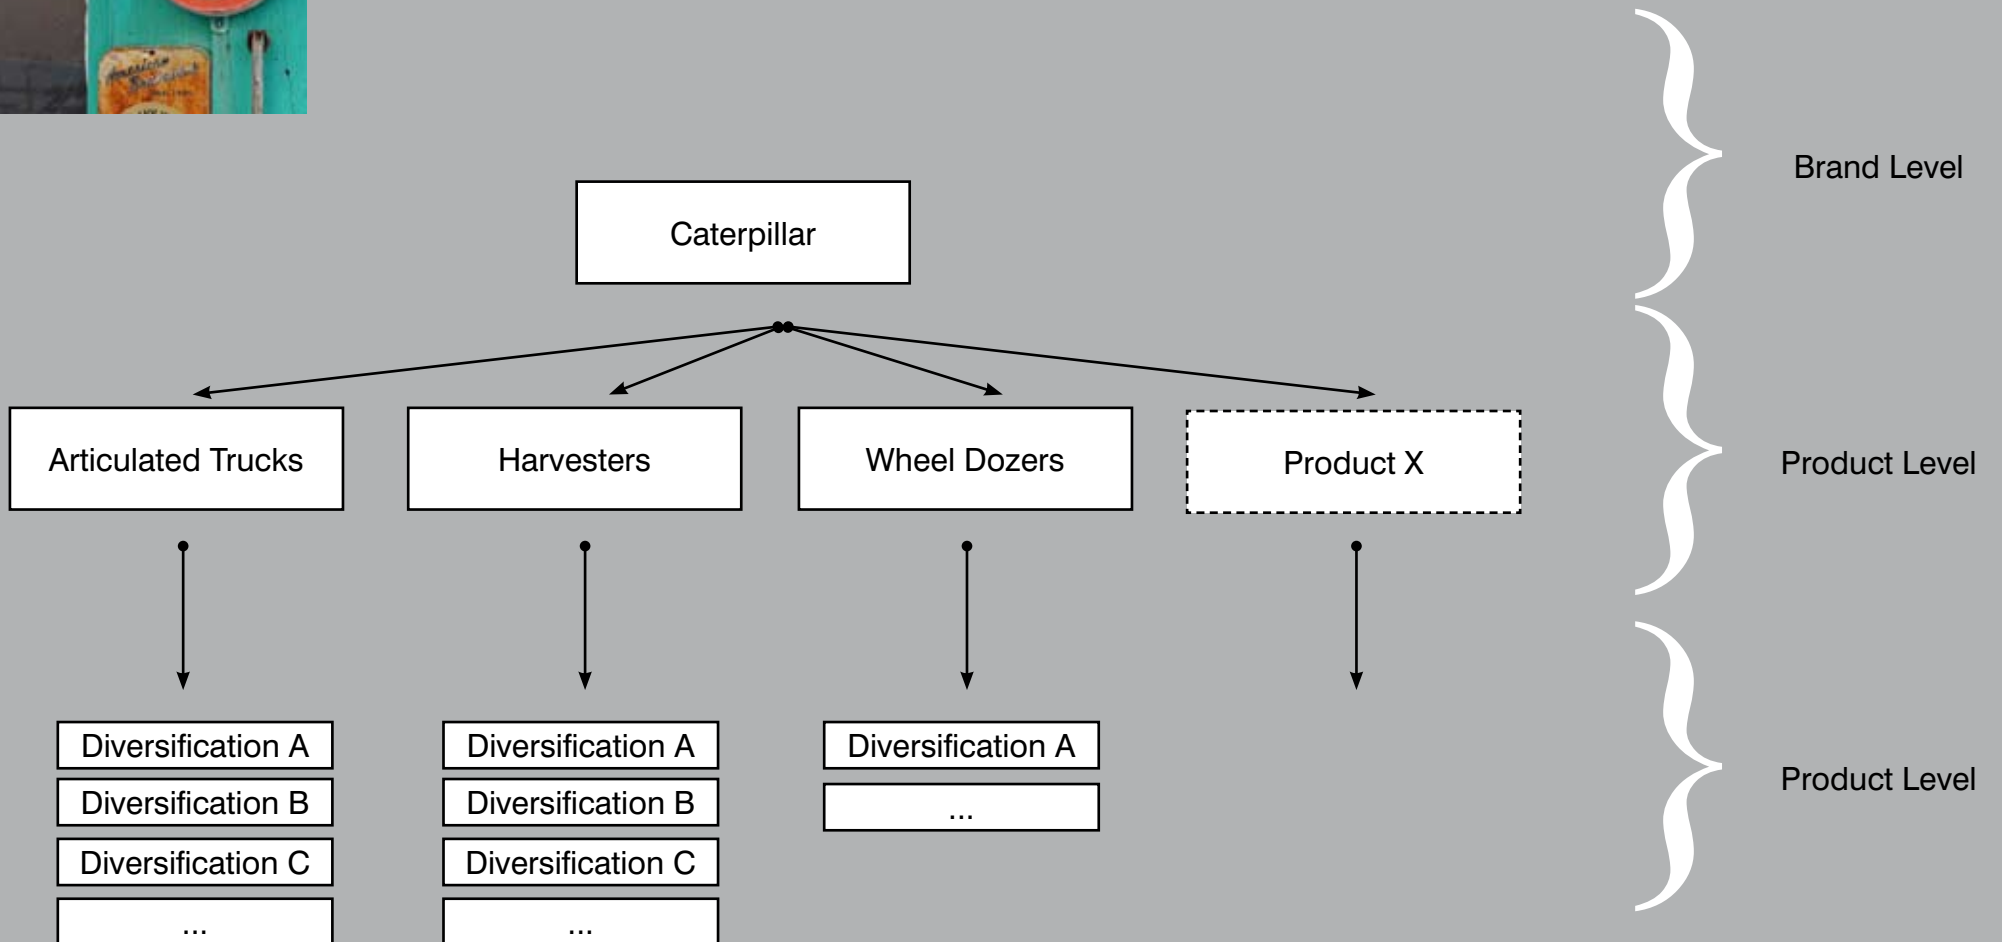 American
Brand Level
Caterpillar
Articulated Trucks
Harvesters
Wheel Dozers
Product X
Product Level
Diversification A
Diversification A
Diversification A
Diversification B
Diversification B
...
Product Level
Diversification C
Diversification C
...
...